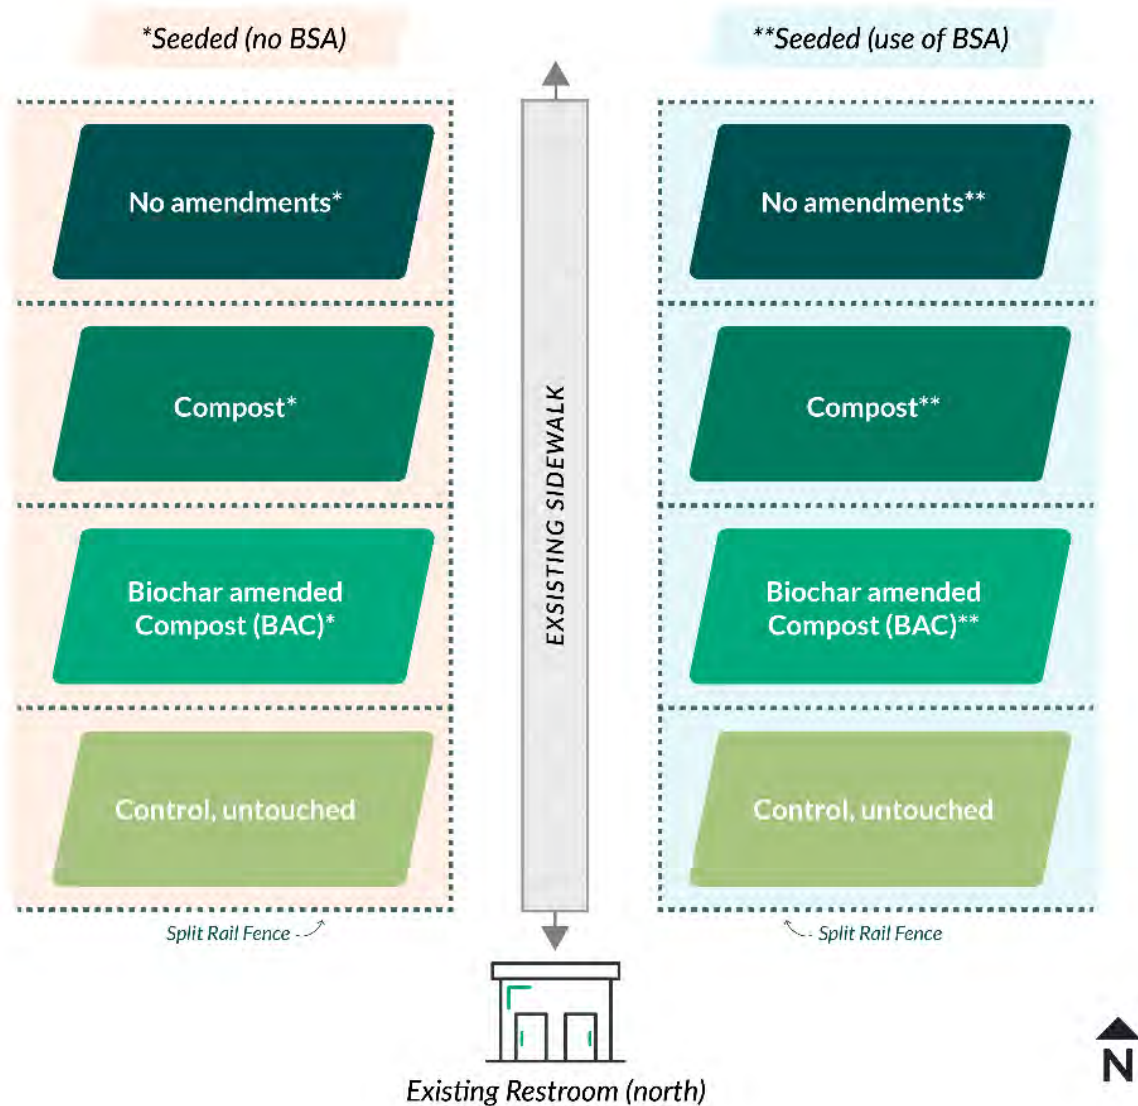 *Seeded (no BSA)
**Seeded (use of BSA)
No amendments*
No amendments**
Compost*
Compost**
EXSISTING SIDEWALK
Biochar amended
Compost (BAC)*
Biochar amended
Compost (BAC)**
Control, untouched
Control, untouched
Split Rail Fence
Split Rail Fence
Existing Restroom (north)
N